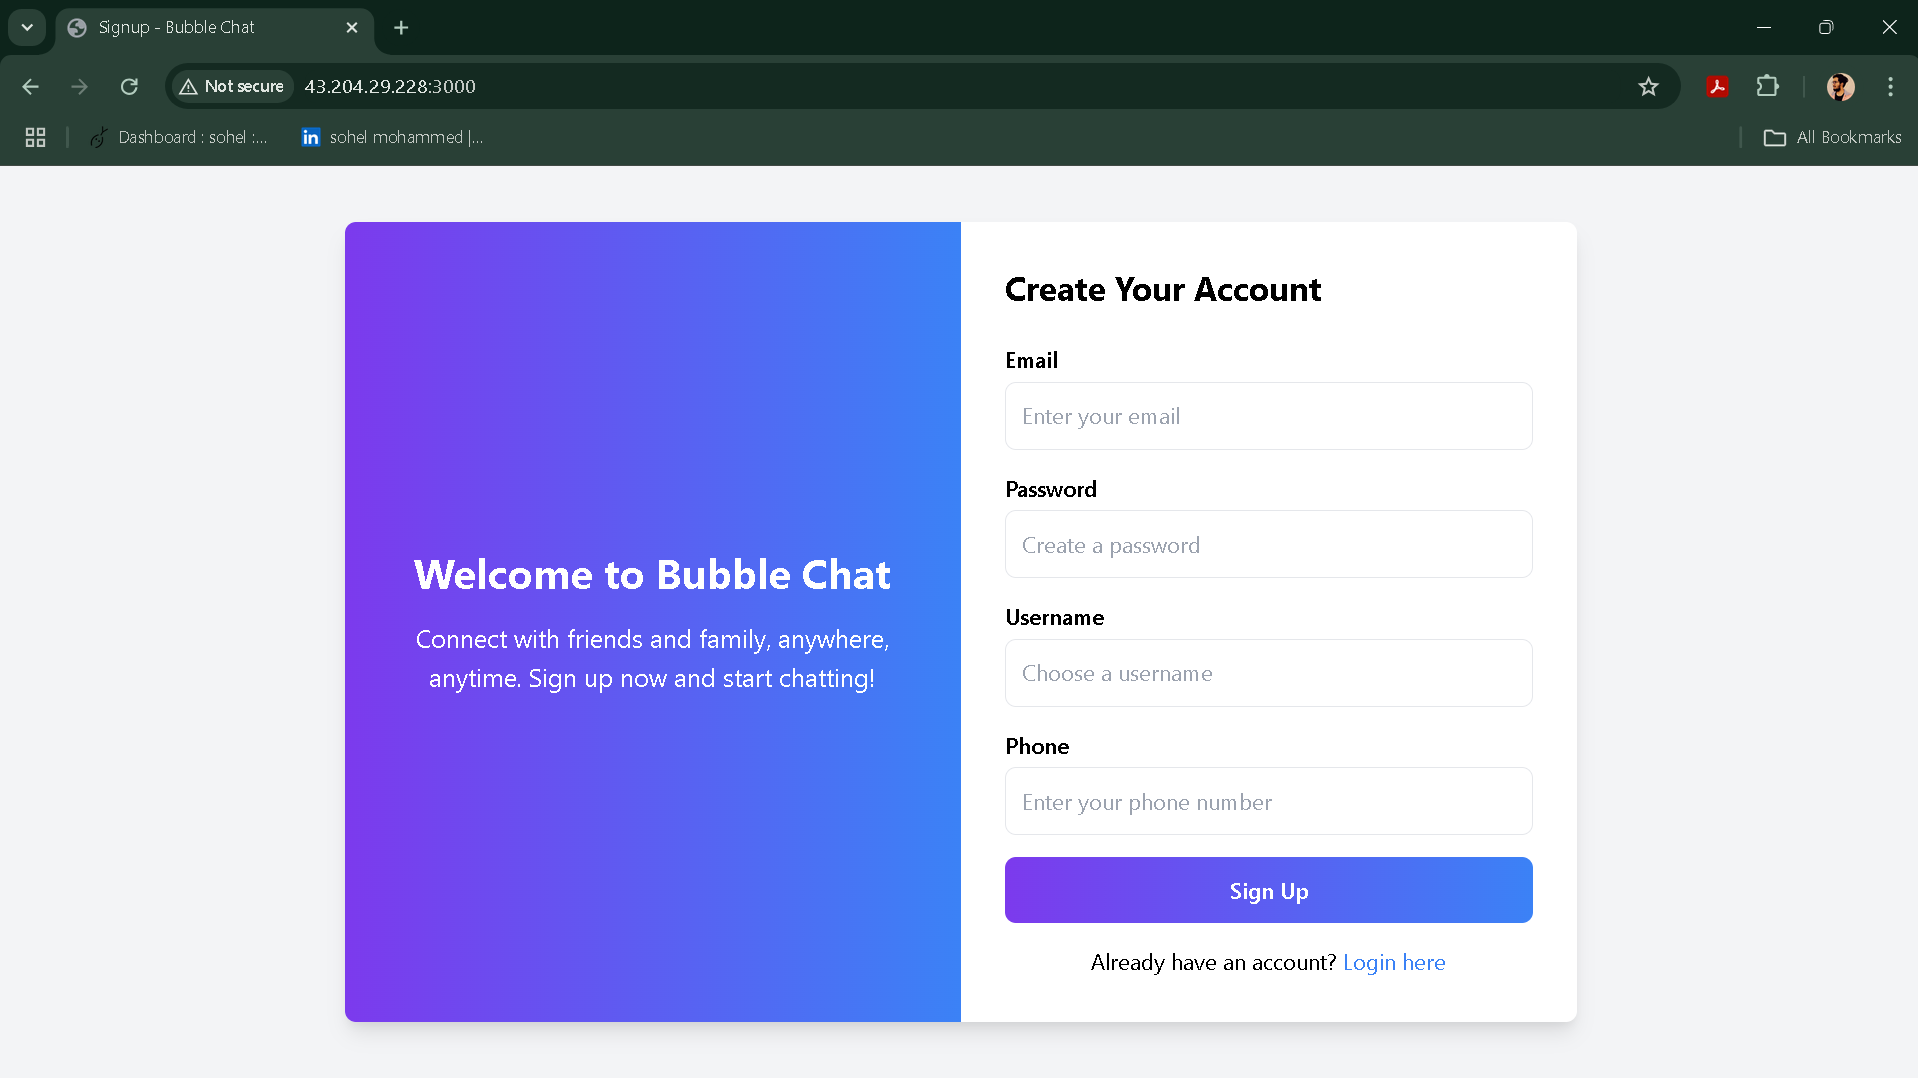 Signup - Bubble Chat
Not secure
43.204.29.228:3000
Dashboard : sohel :...
in
sohel mohammed |...
All Bookmarks
Welcome to Bubble Chat
Connect with friends and family, anywhere,
anytime. Sign up now and start chatting!
Create Your Account
Email
Enter your email
Password
Create a password
Username
Choose a username
Phone
Enter your phone number
Sign Up
Already have an account? Login here